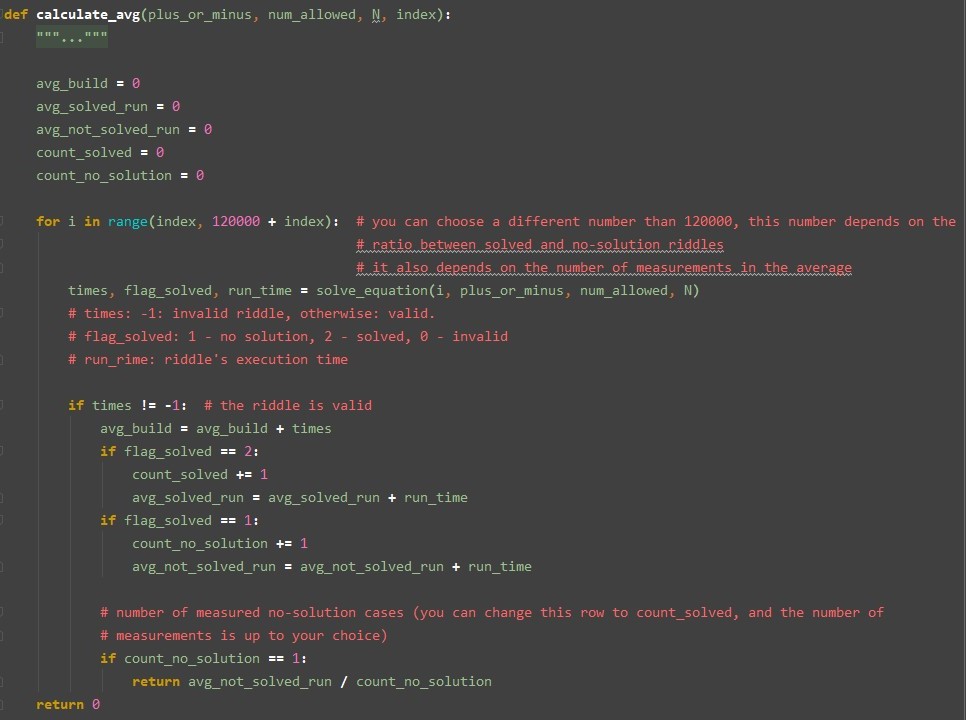 def calculate_avg(plus_or_minus, num_allowed, N, index):
"""..."""
avg_build = 0
avg_solved_run = 0
avg_not_solved_run = 0
count_solved = 0
count_no_solution = 0
for i in range(index, 120000 + index):  # you can choose a different number than 120000, this number depends on the
# ratio between solved and no-solution riddles
# it also depends on the number of measurements in the average
times, flag_solved, run_time = solve_equation(i, plus_or_minus, num_allowed, N)
# times: -1: invalid riddle, otherwise: valid.
# flag_solved: 1 - no solution, 2 - solved, 0 - invalid
# run_rime: riddle's execution time
if times != -1:  # the riddle is valid
avg_build = avg_build + times
if flag_solved == 2:
count_solved += 1
avg_solved_run = avg_solved_run + run_time
if flag_solved == 1:
count_no_solution += 1
avg_not_solved_run = avg_not_solved_run + run_time
# number of measured no-solution cases (you can change this row to count_solved, and the number of
# measurements is up to your choice)
if count_no_solution == 1:
return avg_not_solved_run / count_no_solution
return 0